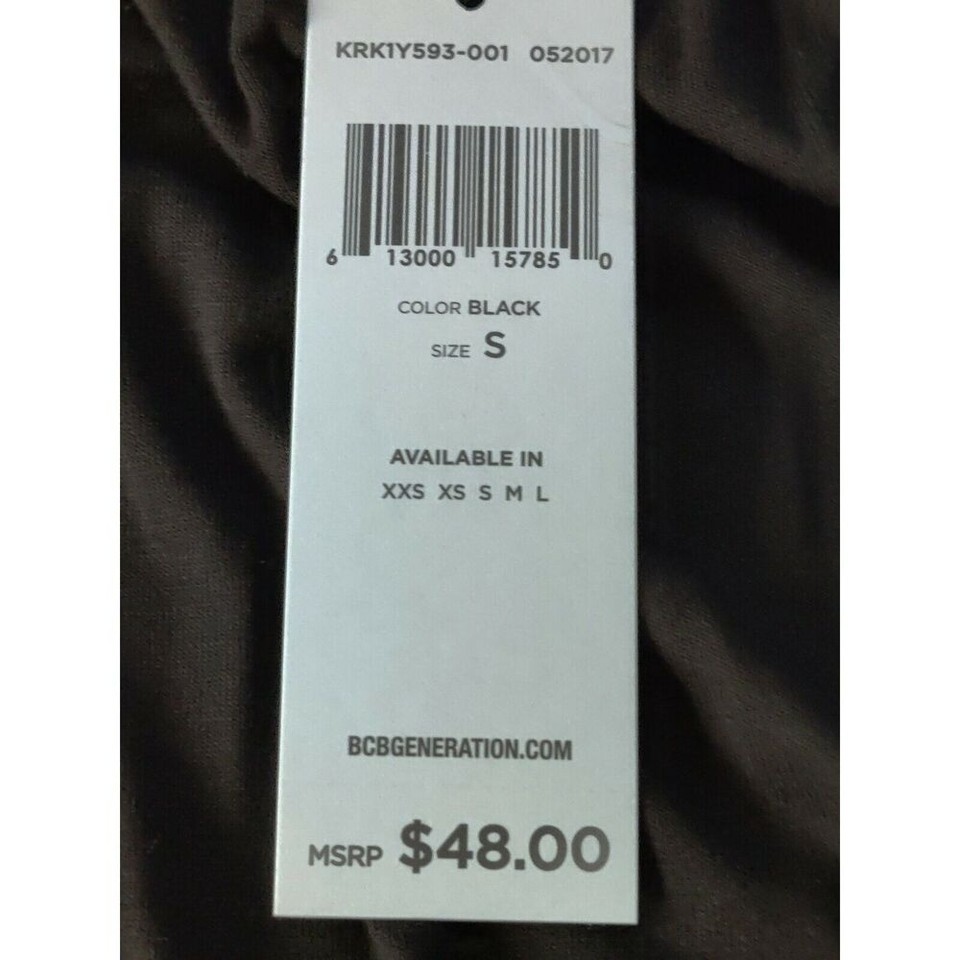 KRK1Y593-001 052017
6 13000 15785 0
COLOR BLACK
SIZE S
AVAILABLE IN
XXS XS S M L
BCBGENERATION.COM
MSRP $48.00